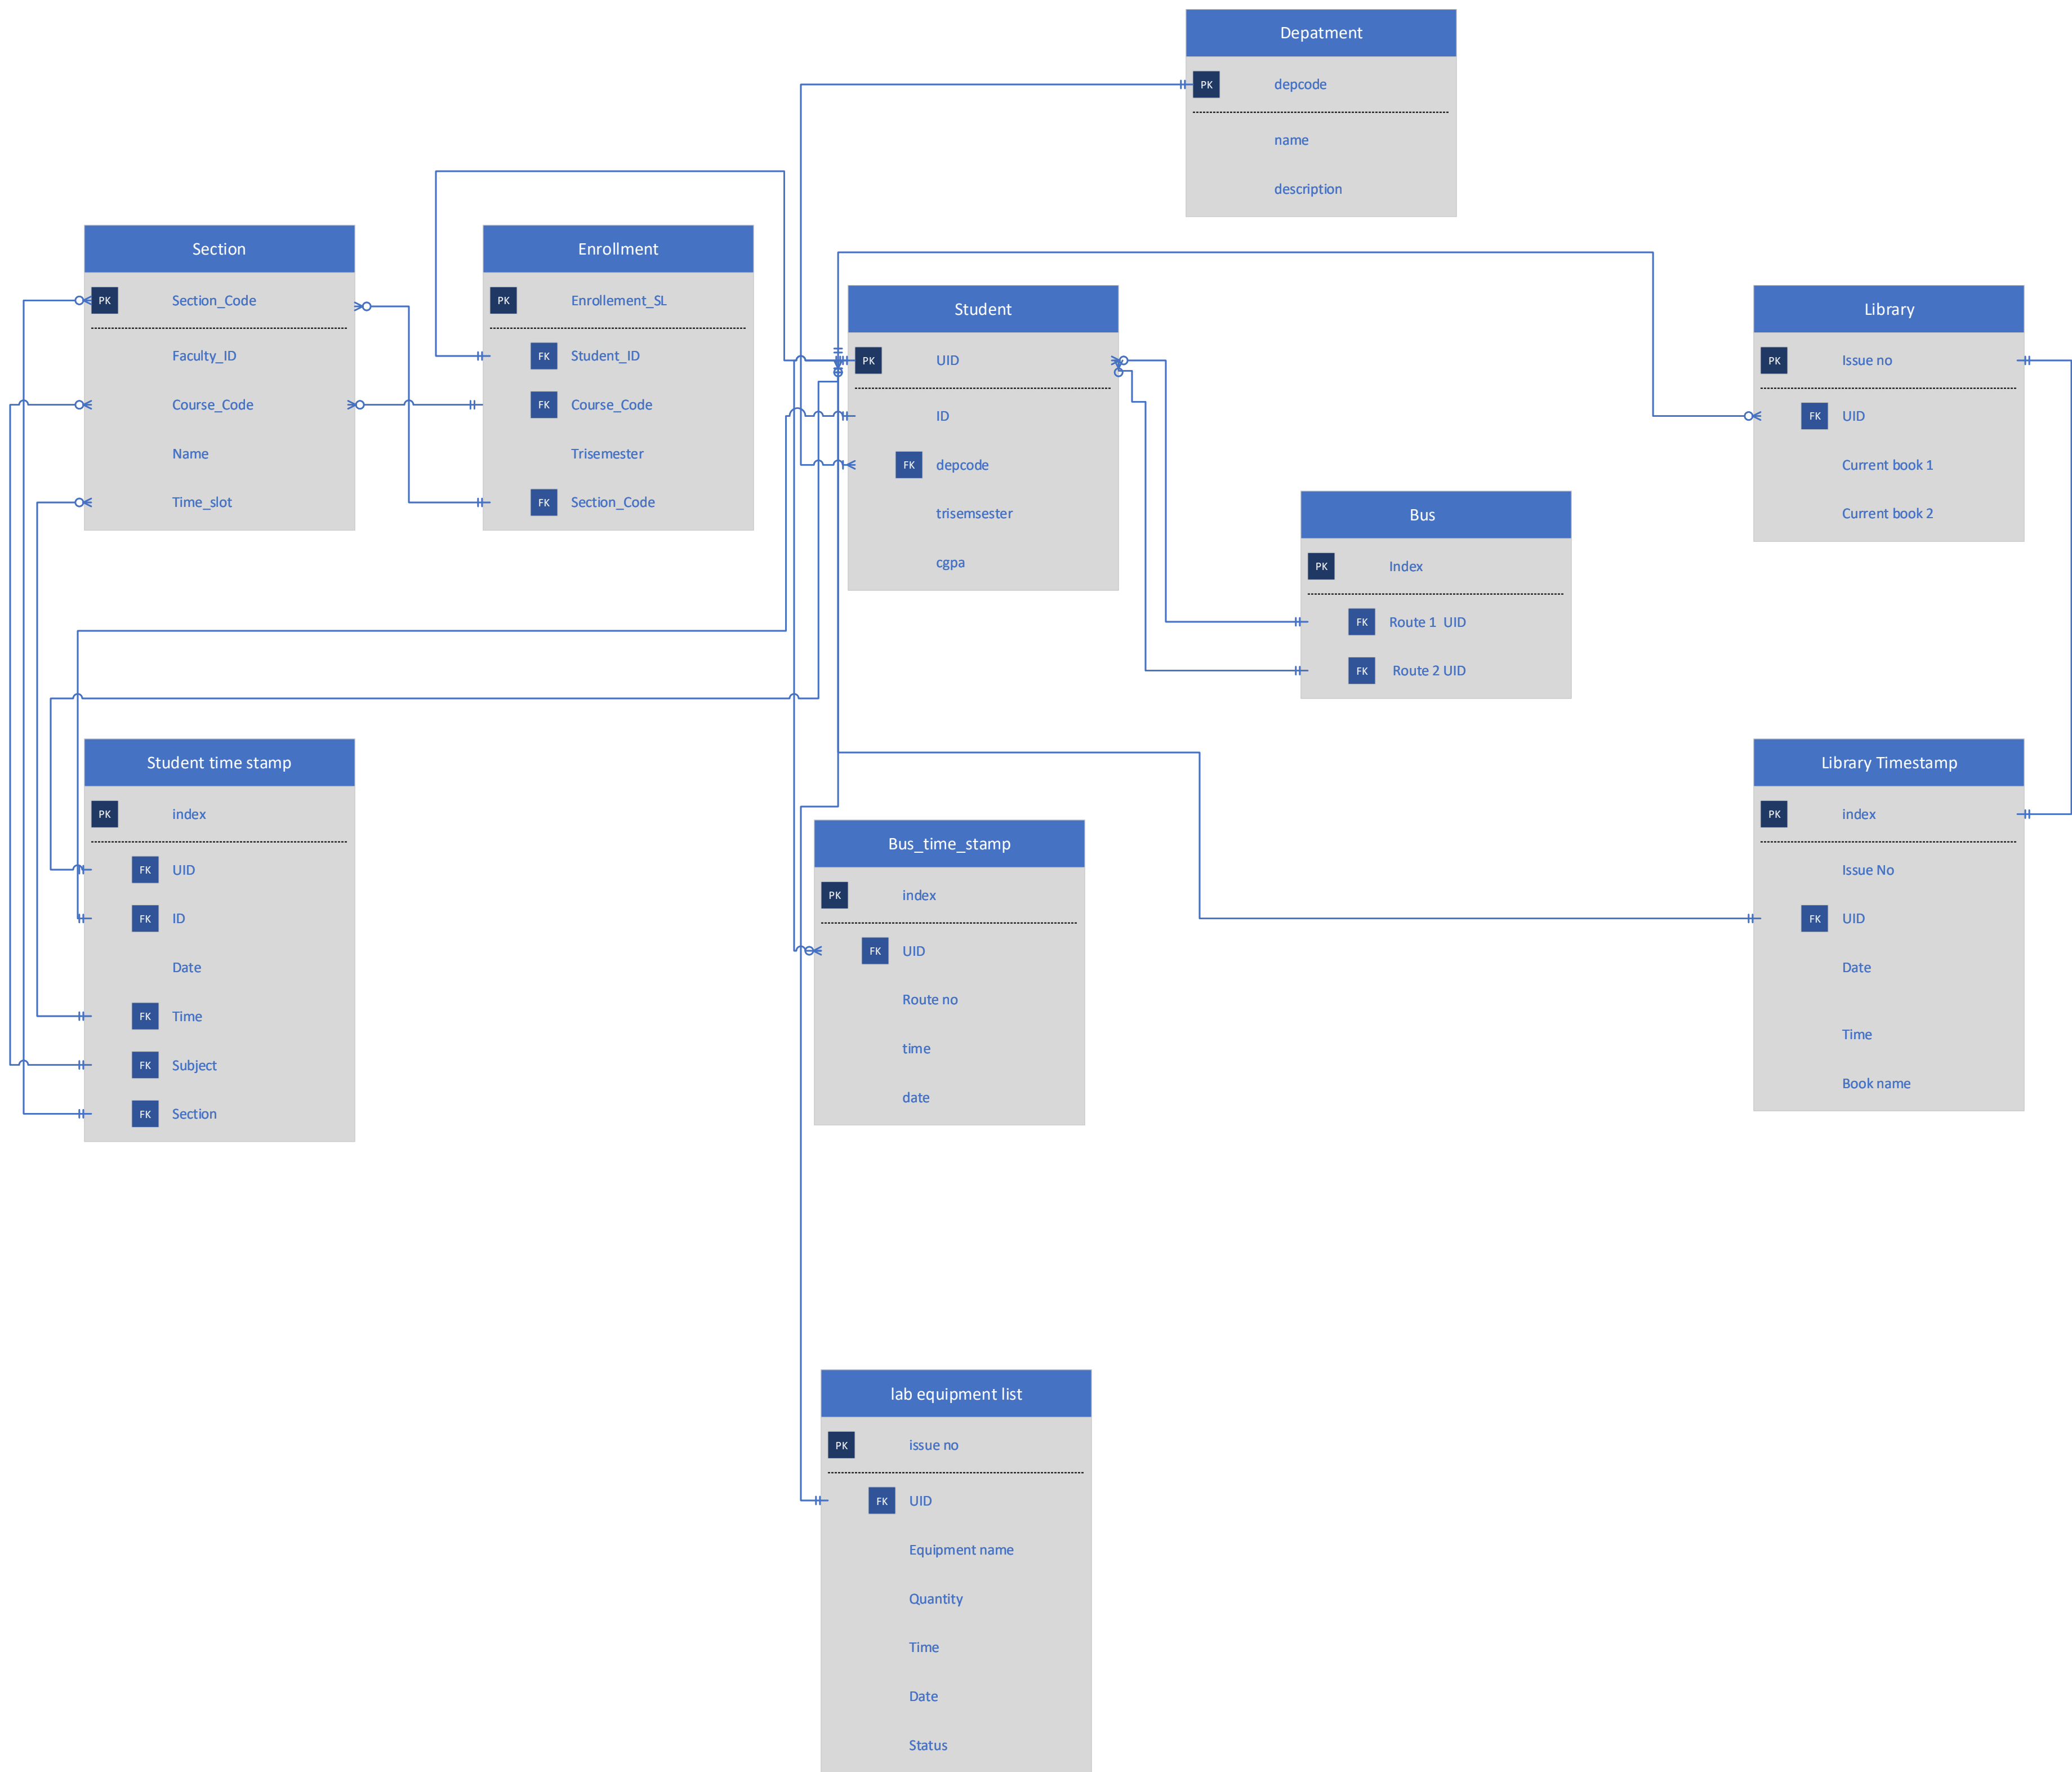 Depatment
PK depcode
name
description
Section
PK Section_Code
Faculty_ID
Course_Code
Name
Time_slot
Enrollment
PK Enrollement_SL
FK Student_ID
FK Course_Code
Trisemester
FK Section_Code
Student
PK UID
ID
FK depcode
trisemsester
cgpa
Library
PK Issue no
FK UID
Current book 1
Current book 2
Bus
PK Index
FK Route 1 UID
FK Route 2 UID
Student time stamp
PK index
FK UID
FK ID
Date
FK Time
FK Subject
FK Section
Bus_time_stamp
PK index
FK UID
Route no
time
date
Library Timestamp
PK index
Issue No
FK UID
Date
Time
Book name
lab equipment list
PK issue no
FK UID
Equipment name
Quantity
Time
Date
Status